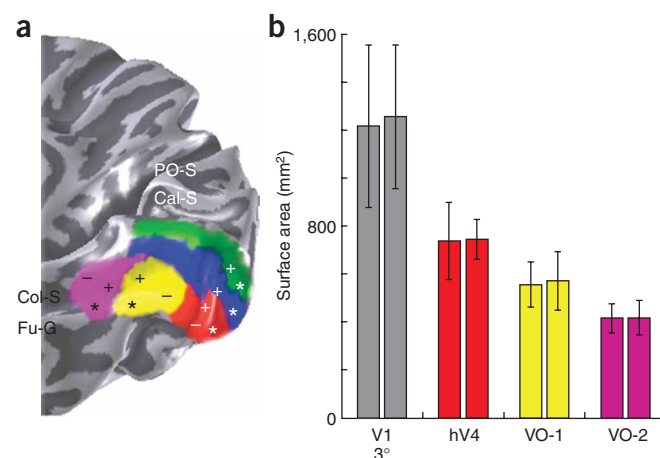 a
PO-S
Cal-S
Col-S
Fu-G
− + + − + + + − * * * * *
b
Surface area (mm²)
1,600
800
0
V1 hV4 VO-1 VO-2
3°